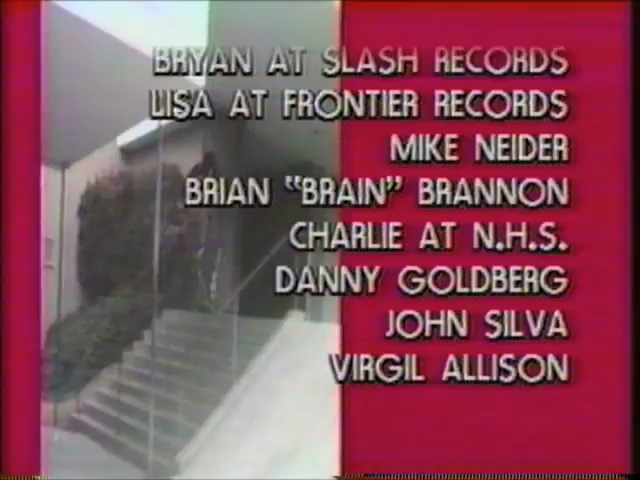 BRYAN AT SLASH RECORDS
LISA AT FRONTIER RECORDS
MIKE NEIDER
BRIAN "BRAIN" BRANNON
CHARLIE AT N.H.S.
DANNY GOLDBERG
JOHN SILVA
VIRGIL ALLISON